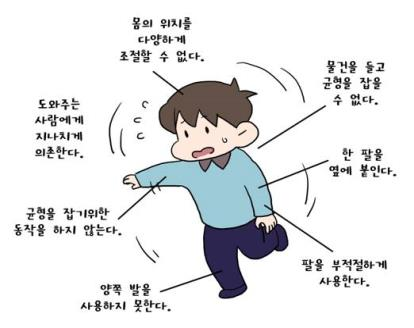 몸의 위치를
다양하게
조절할 수 없다.
물건을 들고
균형을 잡을
수 없다.
도와주는
사람에게
지나치게
의존한다.
한 팔을
옆에 붙인다.
균형을 잡기위한
동작을 하지 않는다.
팔을 부적절하게
사용한다.
양쪽 발을
사용하지 못한다.